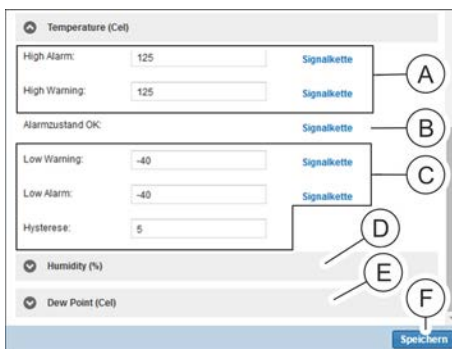 Temperature (Cel)
High Alarm: 125 Signalkette
A
High Warning: 125 Signalkette
Alarmzustand OK: Signalkette
B
Low Warning: -40 Signalkette
C
Low Alarm: -40 Signalkette
Hysterese: 5
D
Humidity (%)
E
Dew Point (Cel)
F
Speichern